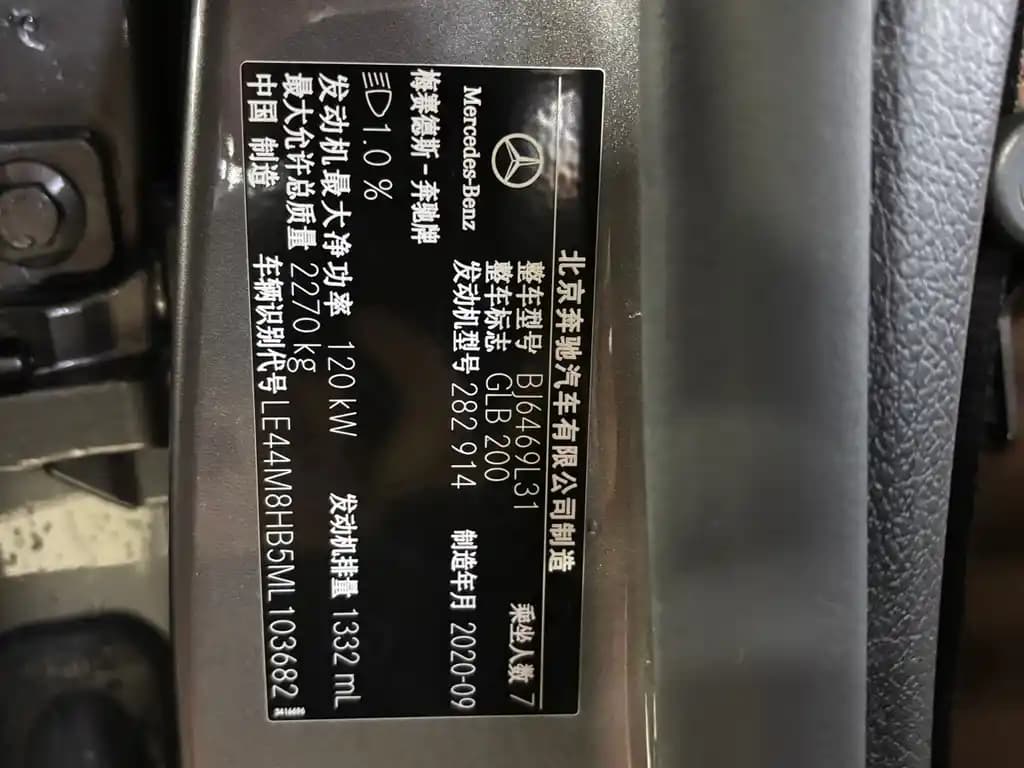 北京奔驰汽车有限公司制造
Mercedes-Benz
梅赛德斯-奔驰牌
整车型号 BJ6469L31 乘坐人数 7
整车标志 GLB 200
发动机型号 282 914 制造年月 2020-09
1.0 %
发动机最大净功率 120 kW 发动机排量 1332 mL
最大允许总质量 2270 kg
中国 制造 车辆识别代号 LE44M8HB5ML103682